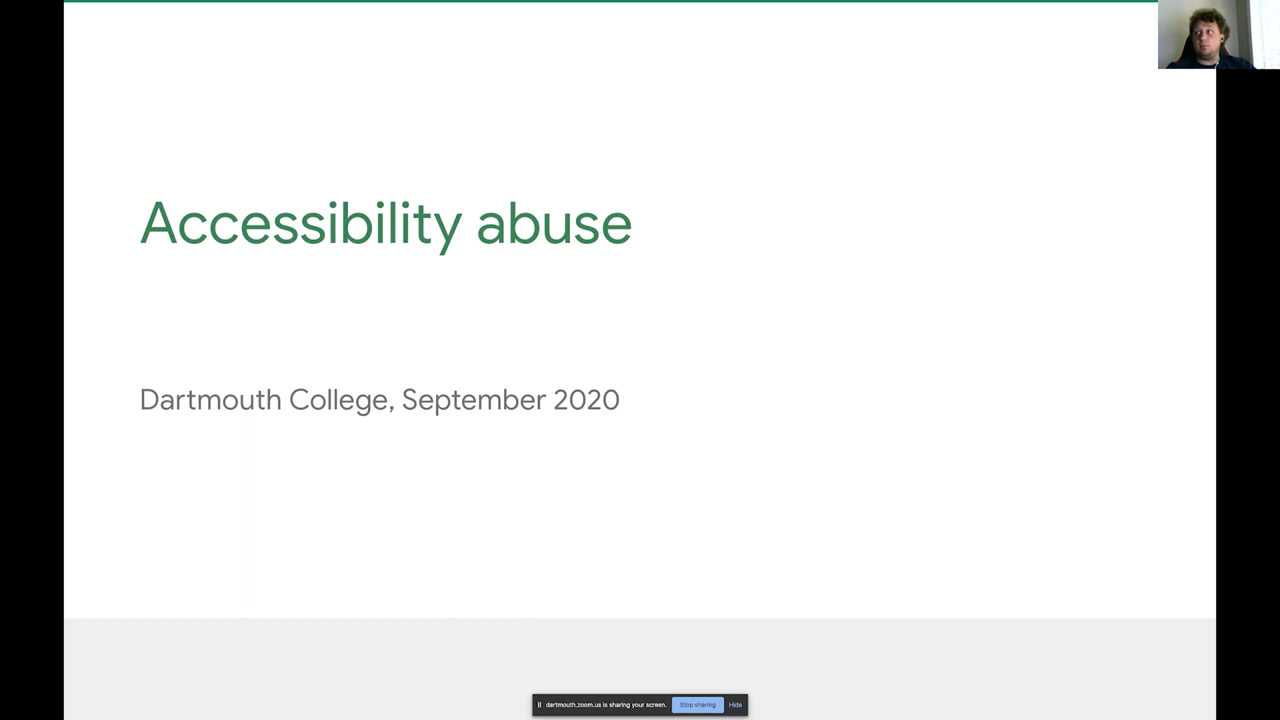 Accessibility abuse
Dartmouth College, September 2020
dartmouth.zoom.us is sharing your screen.
Stop sharing
Hide